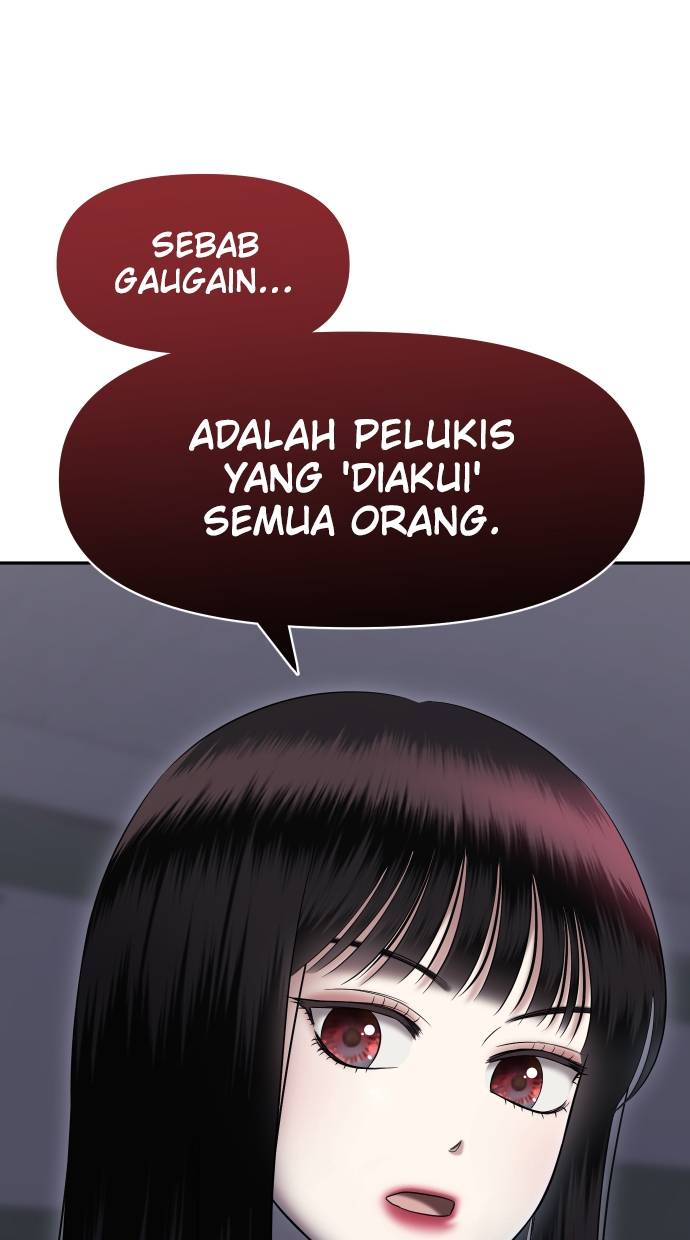 SEBAB
GAUGAIN...
ADALAH PELUKIS
YANG 'DIAKUI'
SEMUA ORANG.